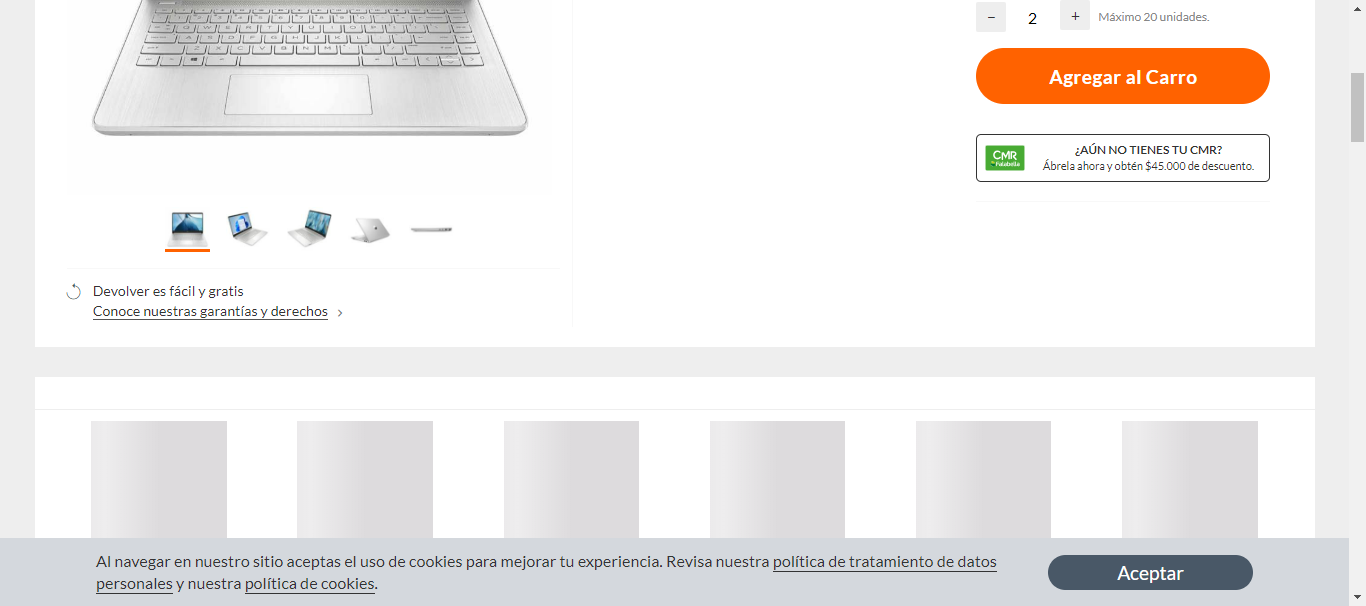 − 2 + Máximo 20 unidades.
Agregar al Carro
CMR
Falabella
¿AÚN NO TIENES TU CMR?
Ábrela ahora y obtén $45.000 de descuento.
Devolver es fácil y gratis
Conoce nuestras garantías y derechos
Al navegar en nuestro sitio aceptas el uso de cookies para mejorar tu experiencia. Revisa nuestra política de tratamiento de datos
personales y nuestra política de cookies.
Aceptar